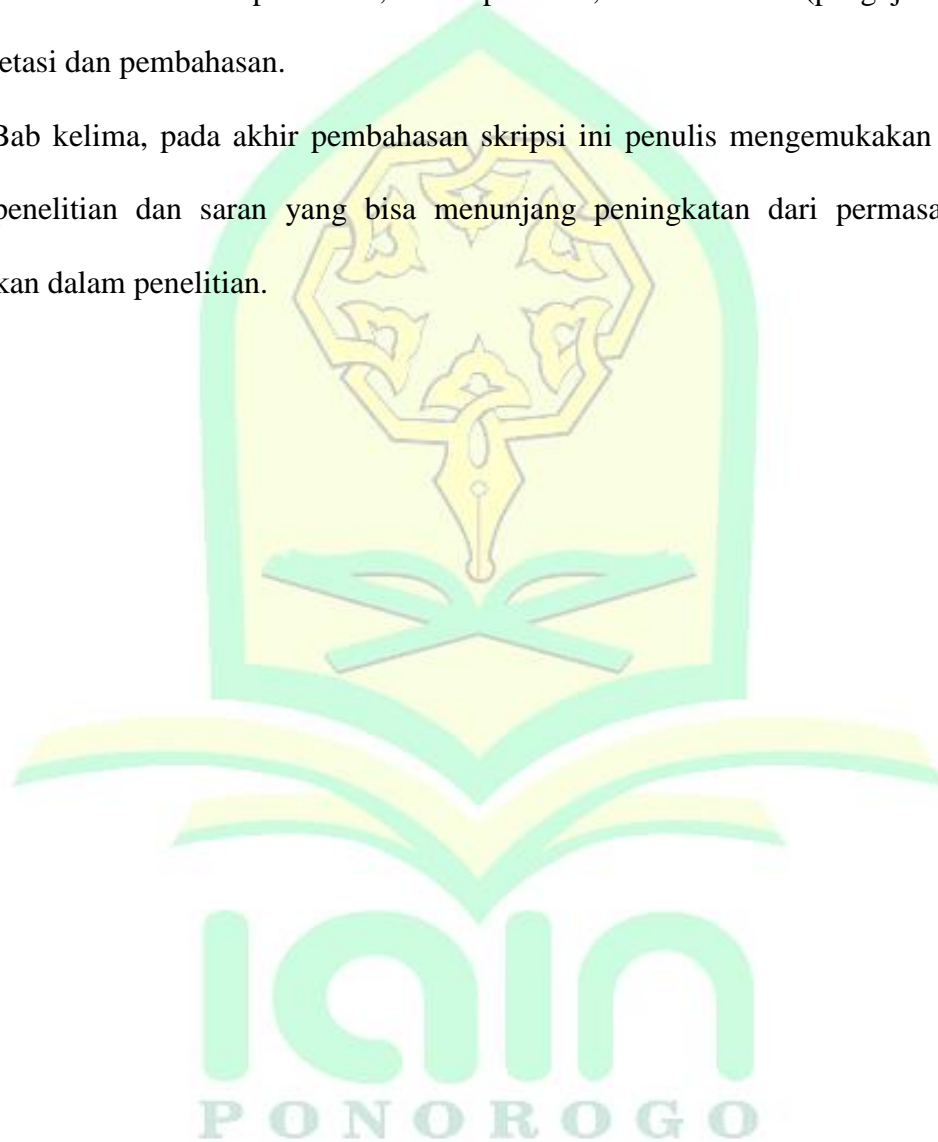 etasi dan pembahasan.
Bab kelima, pada akhir pembahasan skripsi ini penulis mengemukakan
penelitian dan saran yang bisa menunjang peningkatan dari permasa
kan dalam penelitian.
iain
PONOROGO